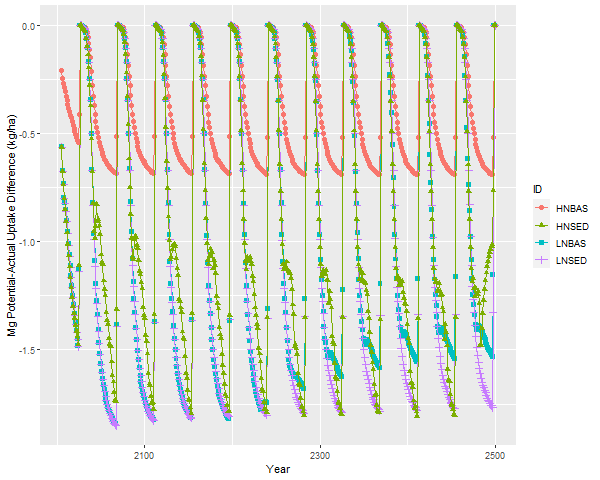 0.0
-0.5
-1.0
-1.5
Mg Potential-Actual Uptake Difference (kg/ha)
2100
2300
2500
Year
ID
HNBAS
HNSED
LNBAS
LNSED